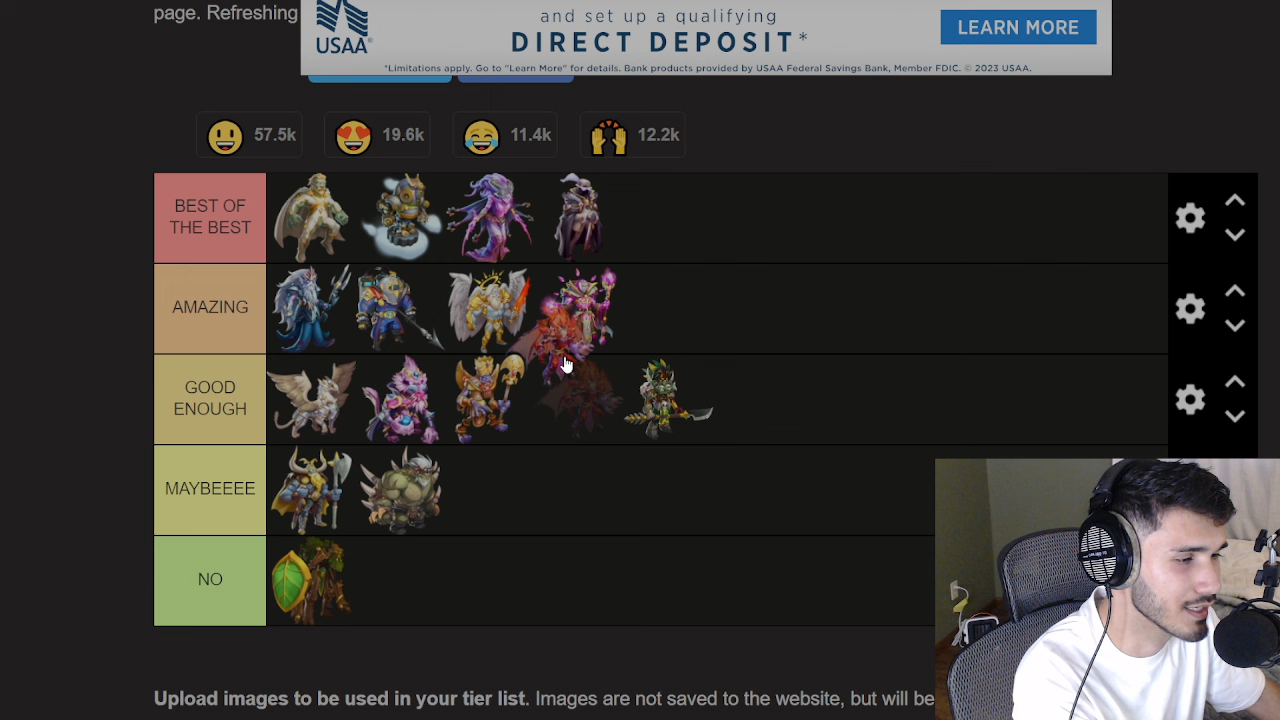 page. Refreshing
USAA®
and set up a qualifying
DIRECT DEPOSIT*
LEARN MORE
*Limitations apply. Go to "Learn More" for details. Bank products provided by USAA Federal Savings Bank, Member FDIC. © 2023 USAA.
57.5k
19.6k
11.4k
12.2k
BEST OF
THE BEST
AMAZING
GOOD
ENOUGH
MAYBEEEE
NO
Upload images to be used in your tier list. Images are not saved to the website, but will be